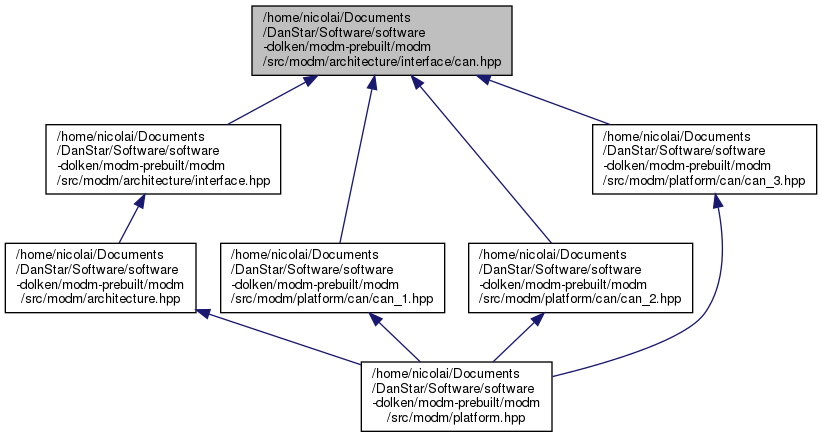 /home/nicolai/Documents
/DanStar/Software/software
-dolken/modm-prebuilt/modm
/src/modm/architecture/interface/can.hpp
/home/nicolai/Documents
/DanStar/Software/software
-dolken/modm-prebuilt/modm
/src/modm/architecture/interface.hpp
/home/nicolai/Documents
/DanStar/Software/software
-dolken/modm-prebuilt/modm
/src/modm/platform/can/can_3.hpp
/home/nicolai/Documents
/DanStar/Software/software
-dolken/modm-prebuilt/modm
/src/modm/architecture.hpp
/home/nicolai/Documents
/DanStar/Software/software
-dolken/modm-prebuilt/modm
/src/modm/platform/can/can_1.hpp
/home/nicolai/Documents
/DanStar/Software/software
-dolken/modm-prebuilt/modm
/src/modm/platform/can/can_2.hpp
/home/nicolai/Documents
/DanStar/Software/software
-dolken/modm-prebuilt/modm
/src/modm/platform.hpp